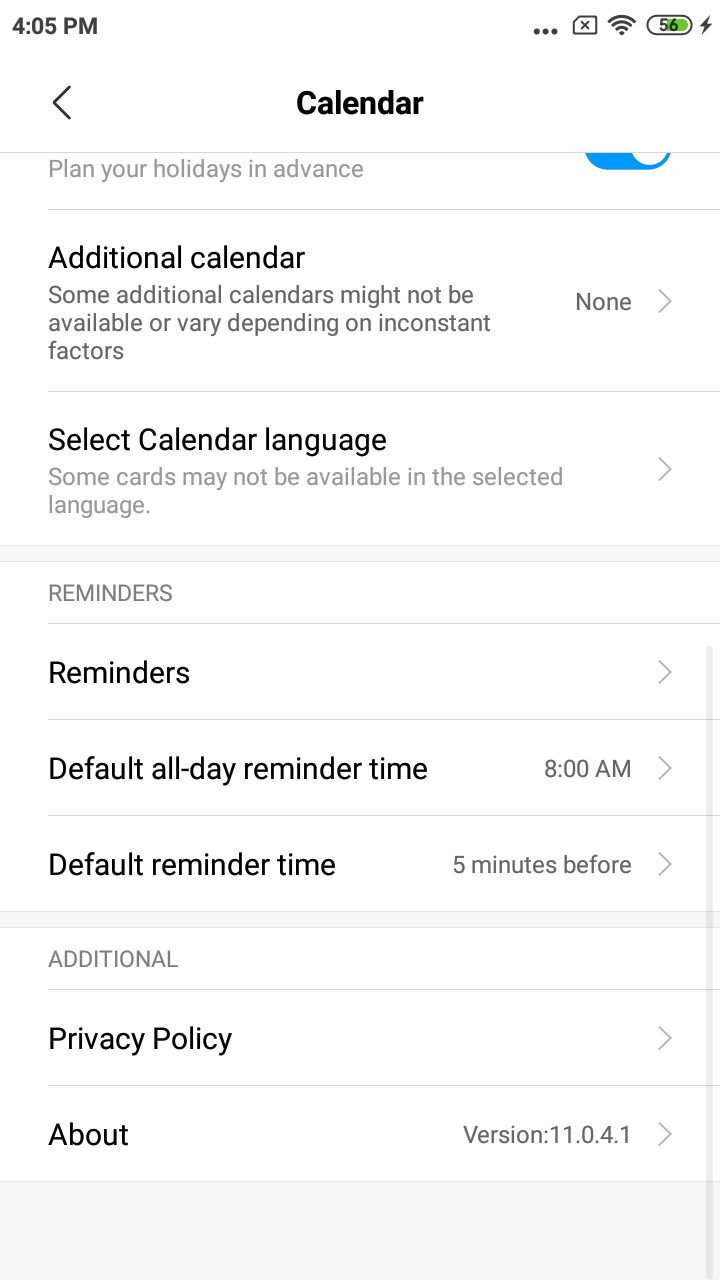 4:05 PM
56
Calendar
Plan your holidays in advance
Additional calendar
Some additional calendars might not be
available or vary depending on inconstant
factors
None
Select Calendar language
Some cards may not be available in the selected
language.
REMINDERS
Reminders
Default all-day reminder time
8:00 AM
Default reminder time
5 minutes before
ADDITIONAL
Privacy Policy
About
Version:11.0.4.1